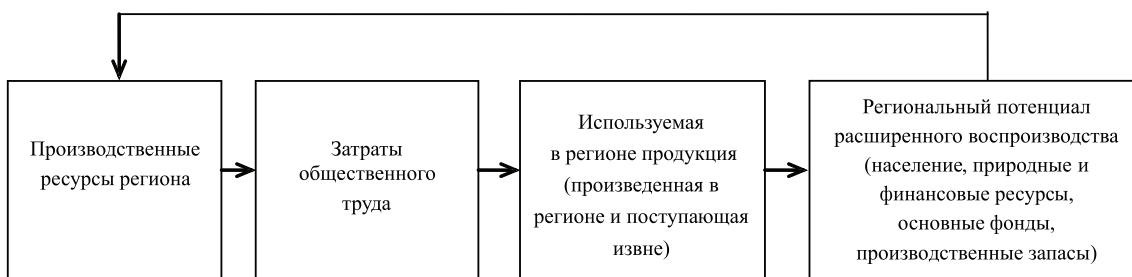 Производственные
ресурсы региона
Затраты
общественного
труда
Используемая
в регионе продукция
(произведенная в
регионе и поступающая
извне)
Региональный потенциал
расширенного воспроизводства
(население, природные и
финансовые ресурсы,
основные фонды,
производственные запасы)